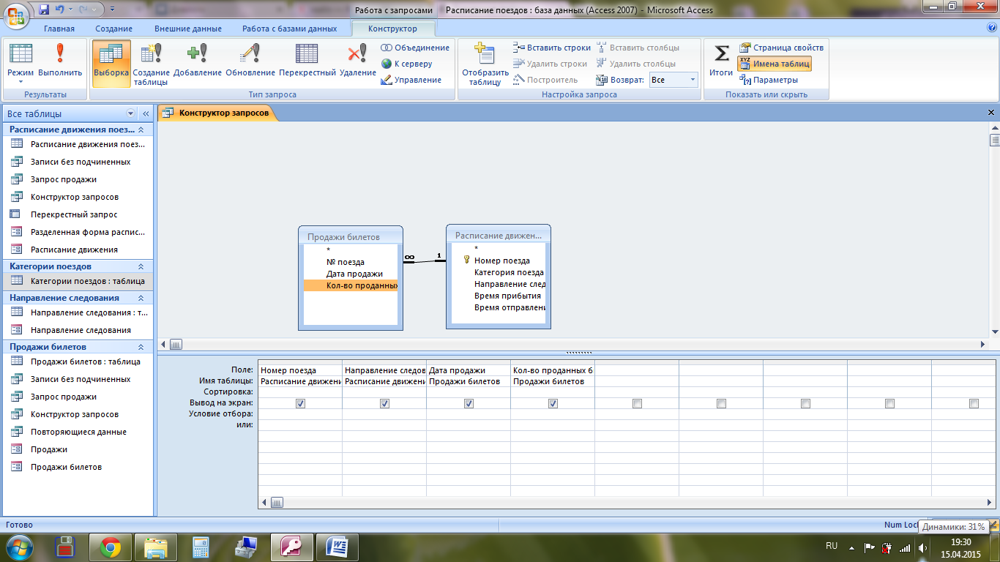 Работа с запросами Расписание поездов : база данных (Access 2007) - Microsoft Access
Главная Создание Внешние данные Работа с базами данных Конструктор
Режим Выполнить
Результаты
Выборка Создание таблицы Добавление Обновление Перекрестный Удаление
Объединение
К серверу
Управление
Тип запроса
Отобразить таблицу
Вставить строки
Удалить строки
Построитель
Вставить столбцы
Удалить столбцы
Возврат: Все
Настройка запроса
Итоги
Страница свойств
XYZ Имена таблиц
Параметры
Показать или скрыть
Все таблицы
Расписание движения поез...
Расписание движения поез...
Записи без подчиненных
Запрос продажи
Конструктор запросов
Перекрестный запрос
Разделенная форма распис...
Расписание движения
Категории поездов
Категории поездов : таблица
Направление следования
Направление следования : т...
Направление следования
Продажи билетов
Продажи билетов : таблица
Записи без подчиненных
Запрос продажи
Конструктор запросов
Повторяющиеся данные
Продажи
Продажи билетов
Конструктор запросов
Продажи билетов
*
№ поезда
Дата продажи
Кол-во проданных
∞ 1
Расписание движен...
*
Номер поезда
Категория поезда
Направление след
Время прибытия
Время отправлени
Поле: Номер поезда Направление следов Дата продажи Кол-во проданных б
Имя таблицы: Расписание движени Расписание движени Продажи билетов Продажи билетов
Сортировка:
Вывод на экран:
Условие отбора:
или:
Готово Num Loc
Динамики: 31%
RU 19:30
15.04.2015